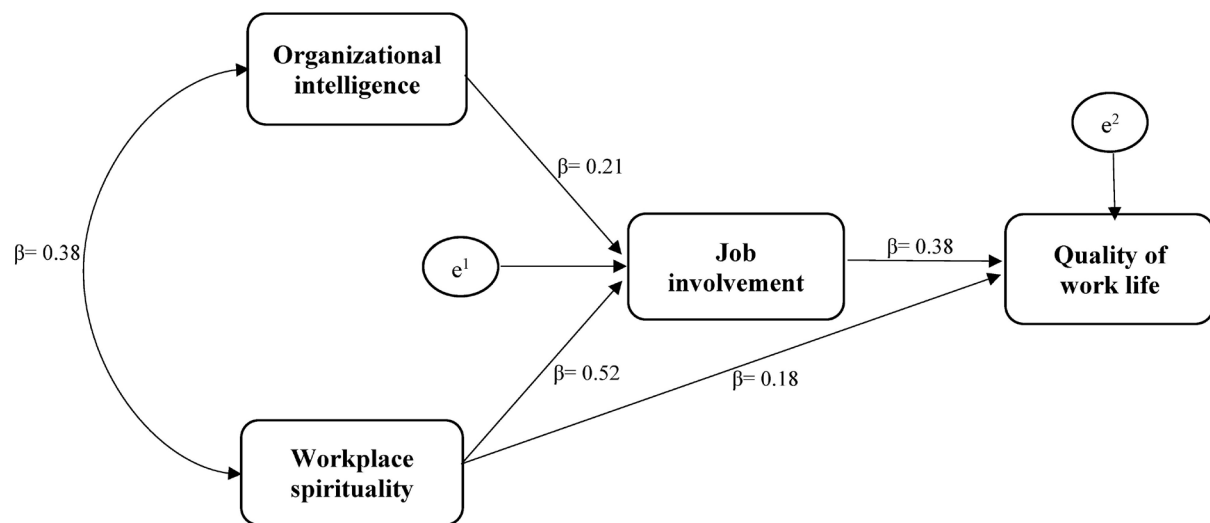 Organizational
intelligence
e²
β= 0.21
β= 0.38
Job
involvement
β= 0.38
Quality of
work life
e¹
β= 0.52
β= 0.18
Workplace
spirituality